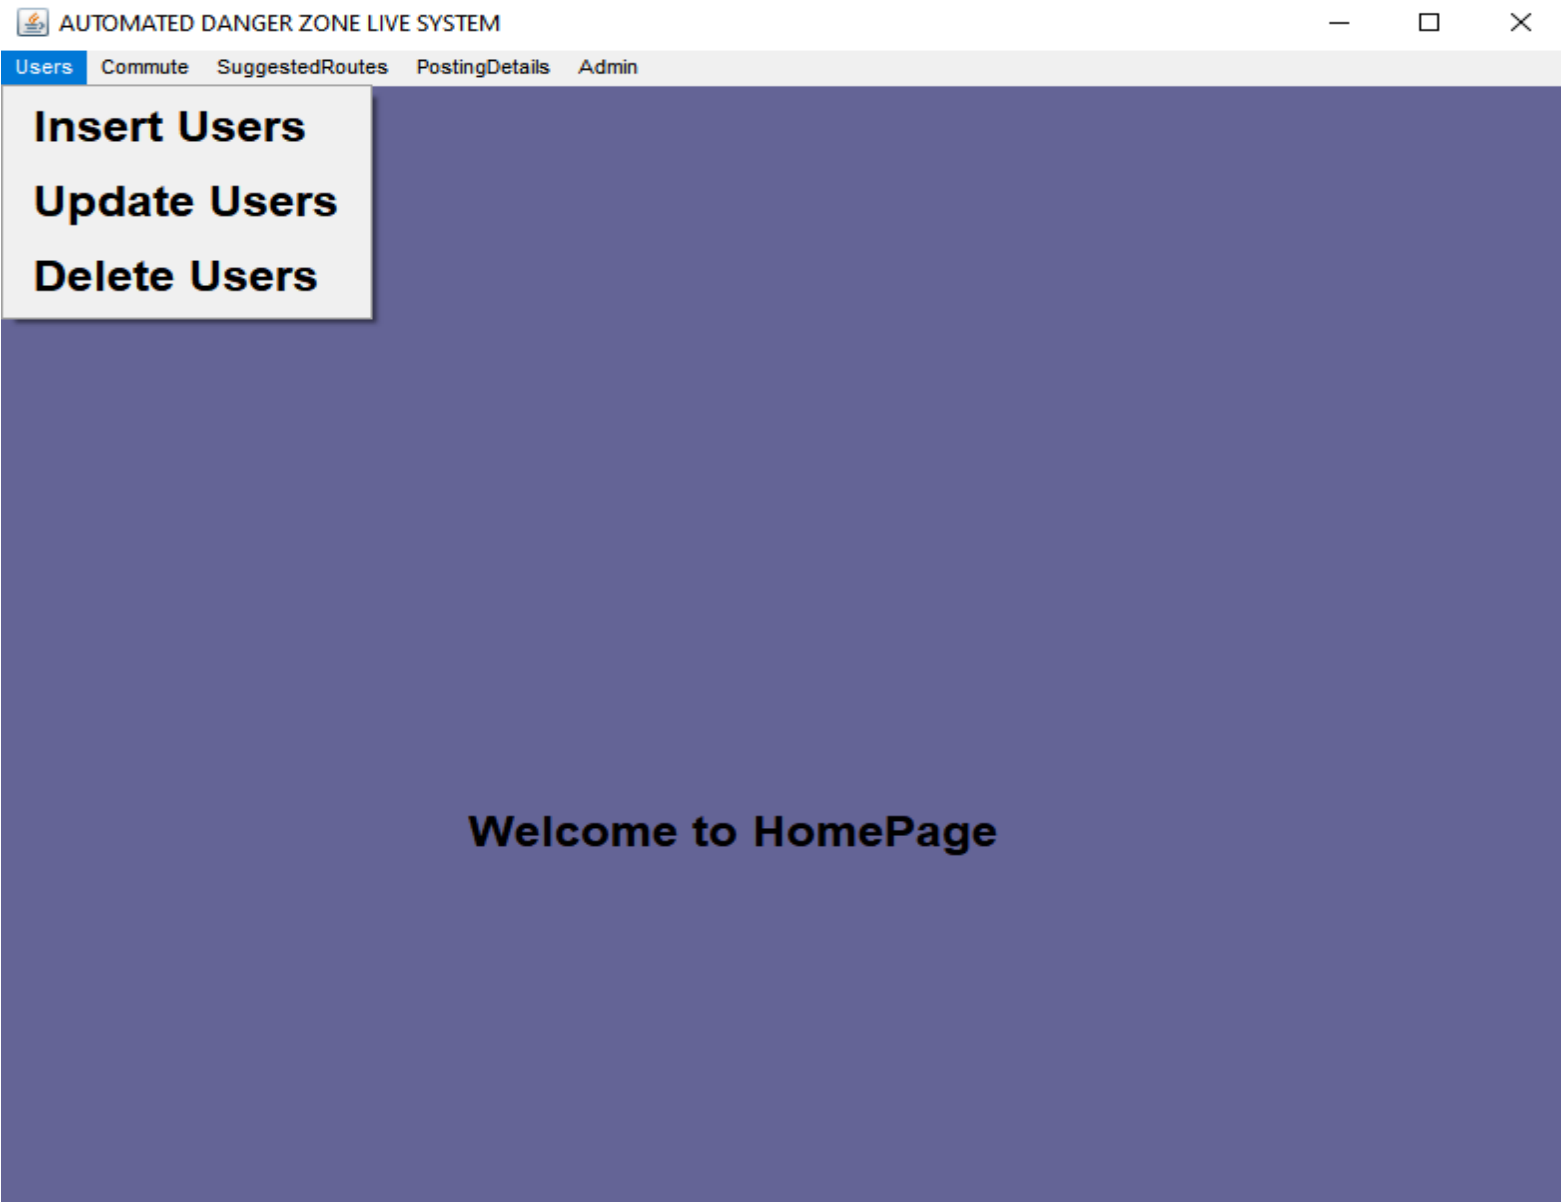 AUTOMATED DANGER ZONE LIVE SYSTEM
Users Commute SuggestedRoutes PostingDetails Admin
Insert Users
Update Users
Delete Users
Welcome to HomePage